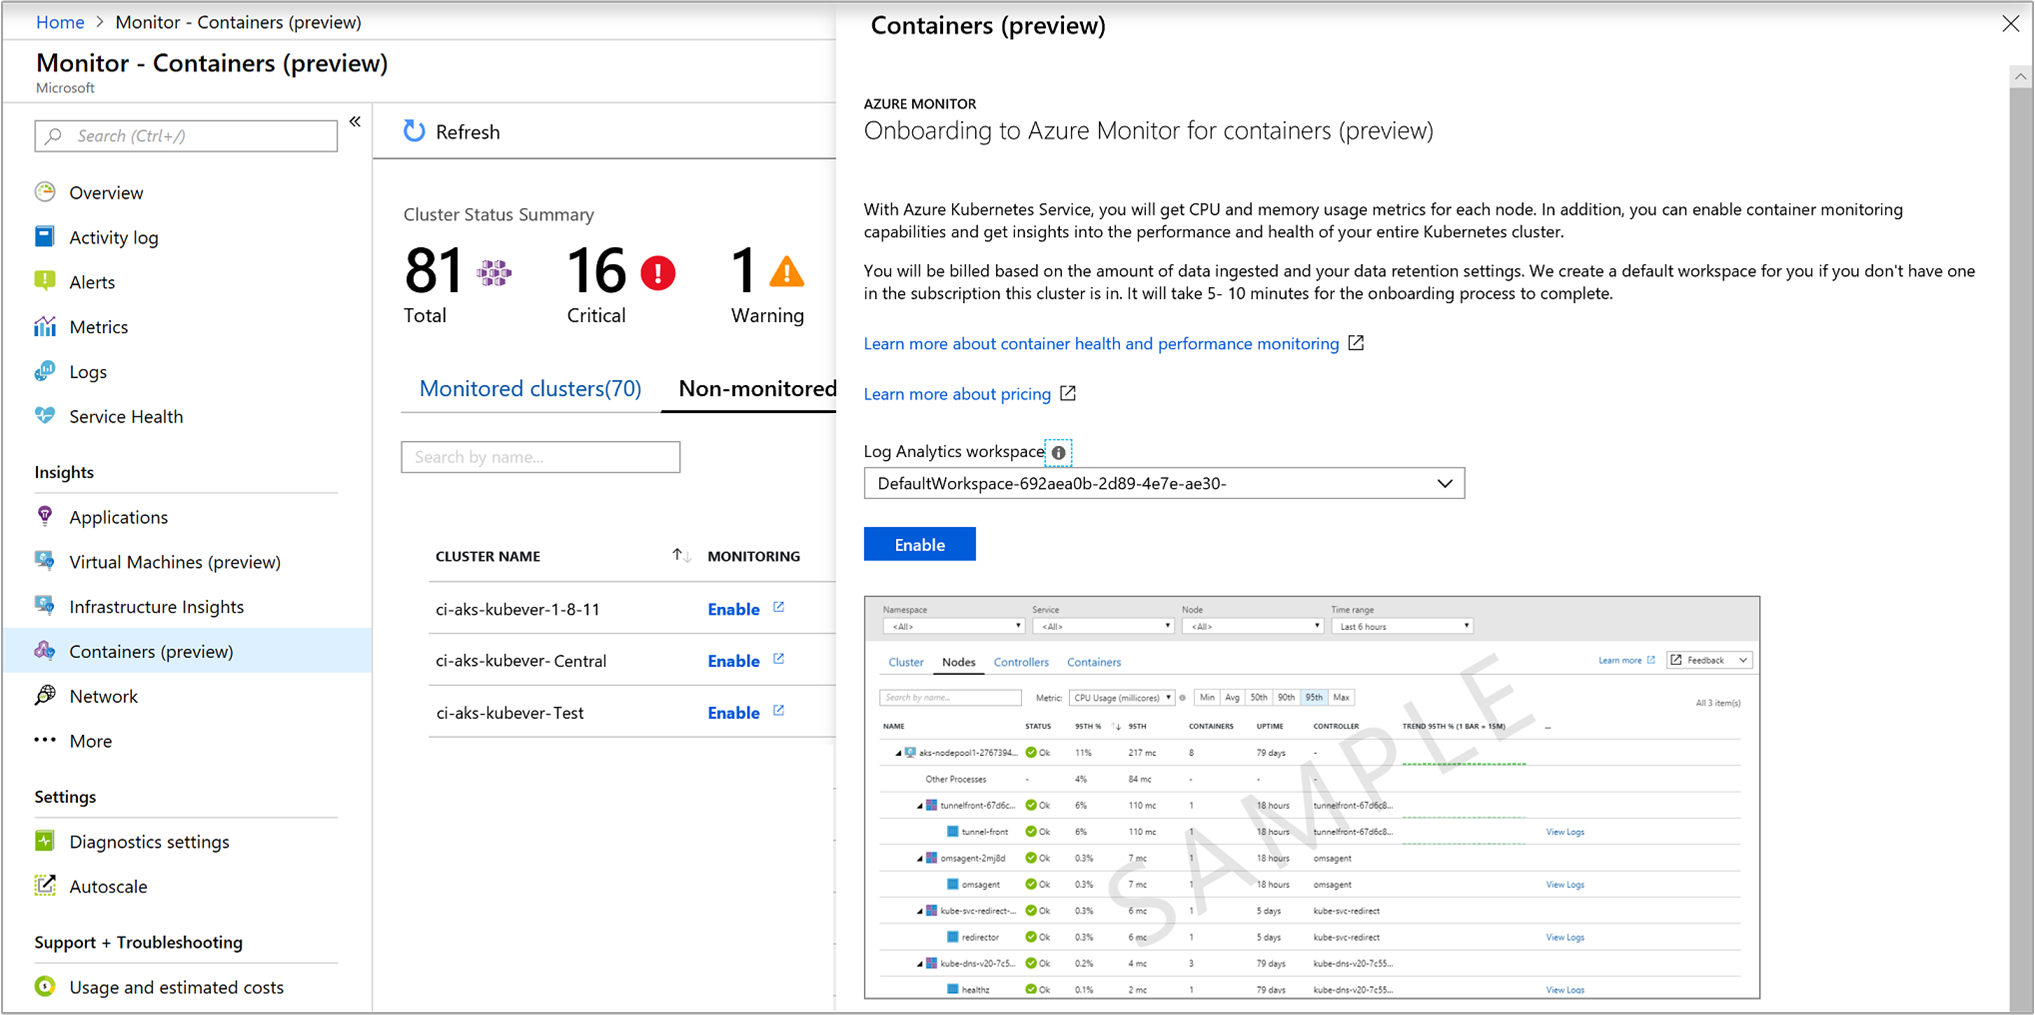 Home > Monitor - Containers (preview)
Monitor - Containers (preview)
Microsoft
Search (Ctrl+/)
Overview
Activity log
Alerts
Metrics
Logs
Service Health
Insights
Applications
Virtual Machines (preview)
Infrastructure Insights
Containers (preview)
Network
More
Settings
Diagnostics settings
Autoscale
Support + Troubleshooting
Usage and estimated costs
Refresh
Cluster Status Summary
81 16 1
Total Critical Warning
Monitored clusters(70) Non-monitored
Search by name...
CLUSTER NAME MONITORING
ci-aks-kubever-1-8-11 Enable
ci-aks-kubever- Central Enable
ci-aks-kubever-Test Enable
Containers (preview)
AZURE MONITOR
Onboarding to Azure Monitor for containers (preview)
With Azure Kubernetes Service, you will get CPU and memory usage metrics for each node. In addition, you can enable container monitoring
capabilities and get insights into the performance and health of your entire Kubernetes cluster.
You will be billed based on the amount of data ingested and your data retention settings. We create a default workspace for you if you don't have one
in the subscription this cluster is in. It will take 5- 10 minutes for the onboarding process to complete.
Learn more about container health and performance monitoring
Learn more about pricing
Log Analytics workspace
DefaultWorkspace-692aea0b-2d89-4e7e-ae30-
Enable
Namespace Service Node Time range
<All> <All> <All> Last 6 hours
Cluster Nodes Controllers Containers Learn more Feedback
Search by name... Metric: CPU Usage (millicores) Min Avg 50th 90th 95th Max
All 3 item(s)
NAME STATUS 95TH % 95TH CONTAINERS UPTIME CONTROLLER TREND 95TH % (1 BAR = 15M) ...
aks-nodepool1-2767394... Ok 11% 217 mc 8 79 days -
Other Processes - 4% 84 mc - - -
tunnelfront-67d6c... Ok 6% 110 mc 1 18 hours tunnelfront-67d6c8...
tunnel-front Ok 6% 110 mc 1 18 hours tunnelfront-67d6c8... View Logs
omsagent-2mj8d Ok 0.3% 7 mc 1 18 hours omsagent
omsagent Ok 0.3% 7 mc 1 18 hours omsagent View Logs
kube-svc-redirect-... Ok 0.3% 6 mc 1 5 days kube-svc-redirect
redirector Ok 0.3% 6 mc 1 5 days kube-svc-redirect View Logs
kube-dns-v20-7c5... Ok 0.2% 4 mc 3 79 days kube-dns-v20-7c55...
healthz Ok 0.1% 2 mc 1 79 days kube-dns-v20-7c55... View Logs
SAMPLE